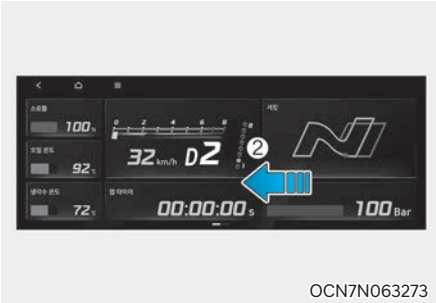 스로틀
100 %
오일 온도
92 ℃
냉각수 온도
72 ℃
0 2 4 6 8
32 km/h D2
②
랩 타이머
00:00:00 s
세팅
N
100 Bar
OCN7N063273